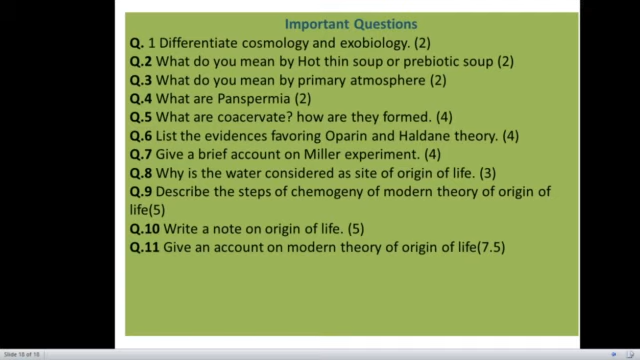 Important Questions
Q. 1 Differentiate cosmology and exobiology. (2)
Q.2 What do you mean by Hot thin soup or prebiotic soup (2)
Q.3 What do you mean by primary atmosphere (2)
Q.4 What are Panspermia (2)
Q.5 What are coacervate? how are they formed. (4)
Q.6 List the evidences favoring Oparin and Haldane theory. (4)
Q.7 Give a brief account on Miller experiment. (4)
Q.8 Why is the water considered as site of origin of life. (3)
Q.9 Describe the steps of chemogeny of modern theory of origin of
life(5)
Q.10 Write a note on origin of life. (5)
Q.11 Give an account on modern theory of origin of life(7.5)
Slide 18 of 18